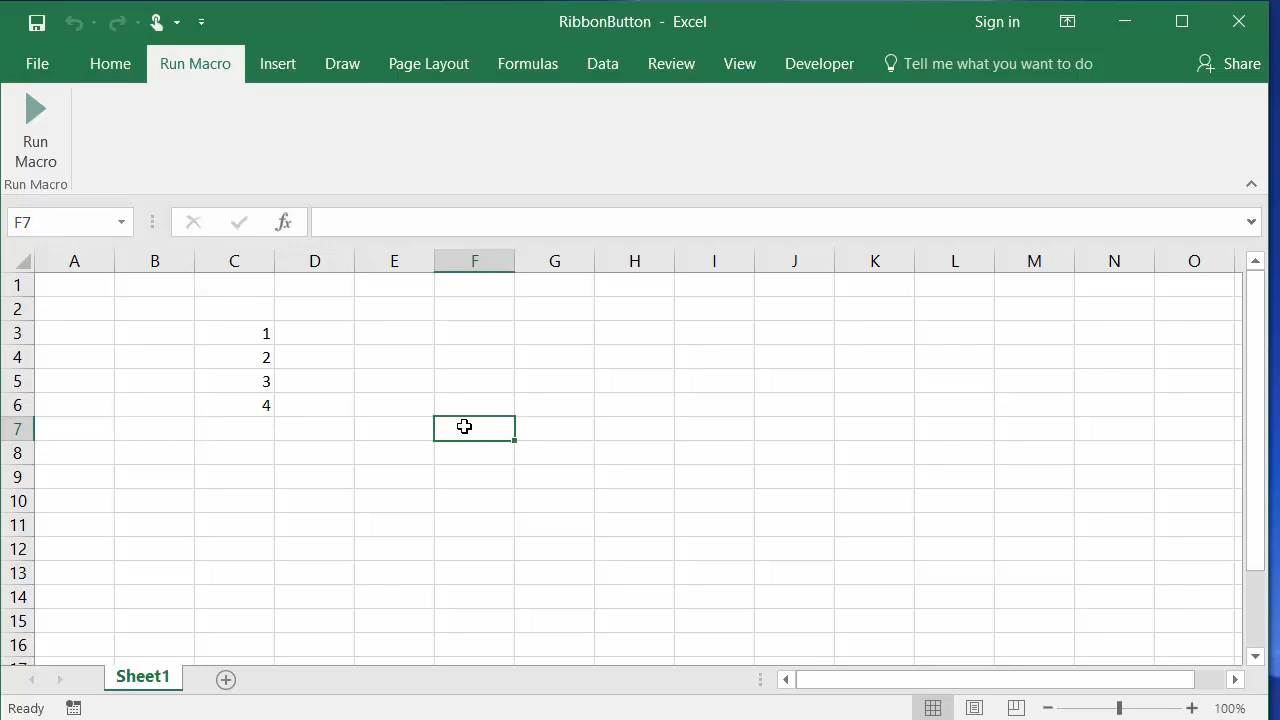 RibbonButton - Excel
Sign in
File Home Run Macro Insert Draw Page Layout Formulas Data Review View Developer Tell me what you want to do Share
Run
Macro
Run Macro
F7 fx
A B C D E F G H I J K L M N O
1
2
3 1
4 2
5 3
6 4
7
8
9
10
11
12
13
14
15
16
Sheet1
Ready 100%